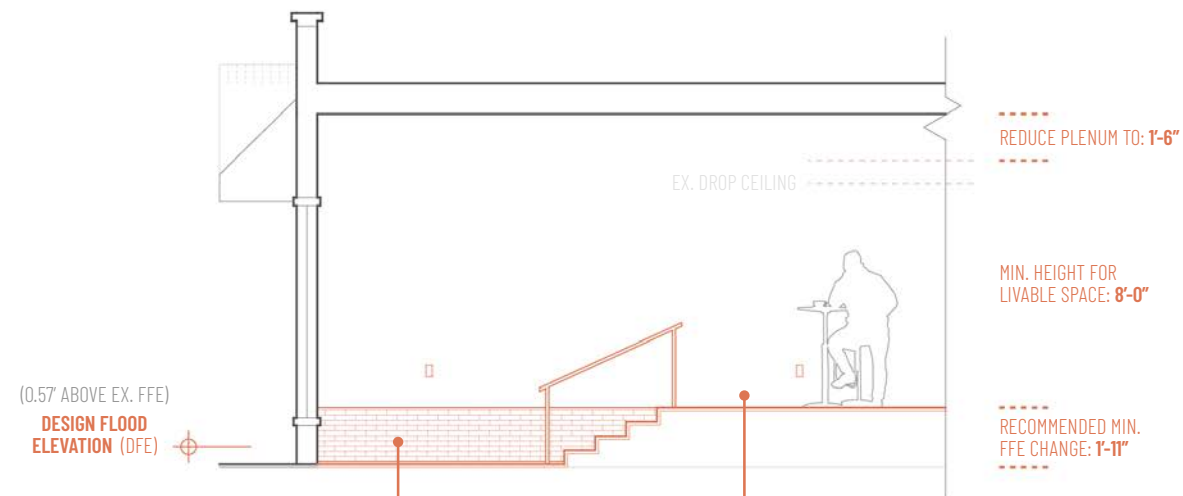 REDUCE PLENUM TO: 1'-6"
EX. DROP CEILING
MIN. HEIGHT FOR
LIVABLE SPACE: 8'-0"
(0.57' ABOVE EX. FFE)
DESIGN FLOOD
ELEVATION (DFE)
RECOMMENDED MIN.
FFE CHANGE: 1'-11"